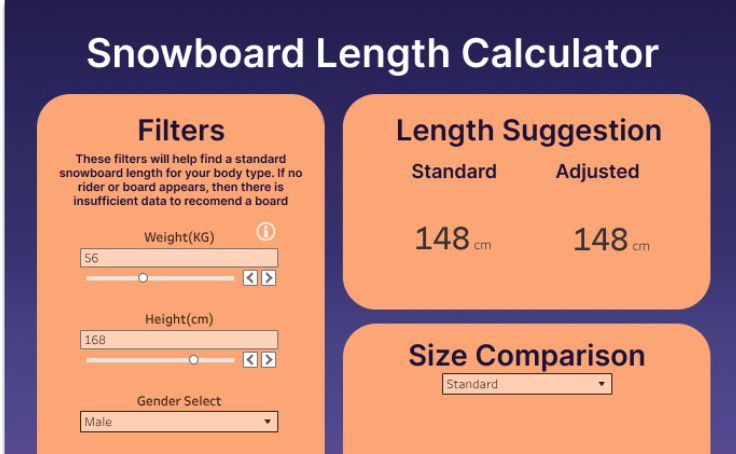 Snowboard Length Calculator
Filters
These filters will help find a standard
snowboard length for your body type. If no
rider or board appears, then there is
insufficient data to recomend a board
Weight(KG)
56
Height(cm)
168
Gender Select
Male
Length Suggestion
Standard Adjusted
148 cm 148 cm
Size Comparison
Standard